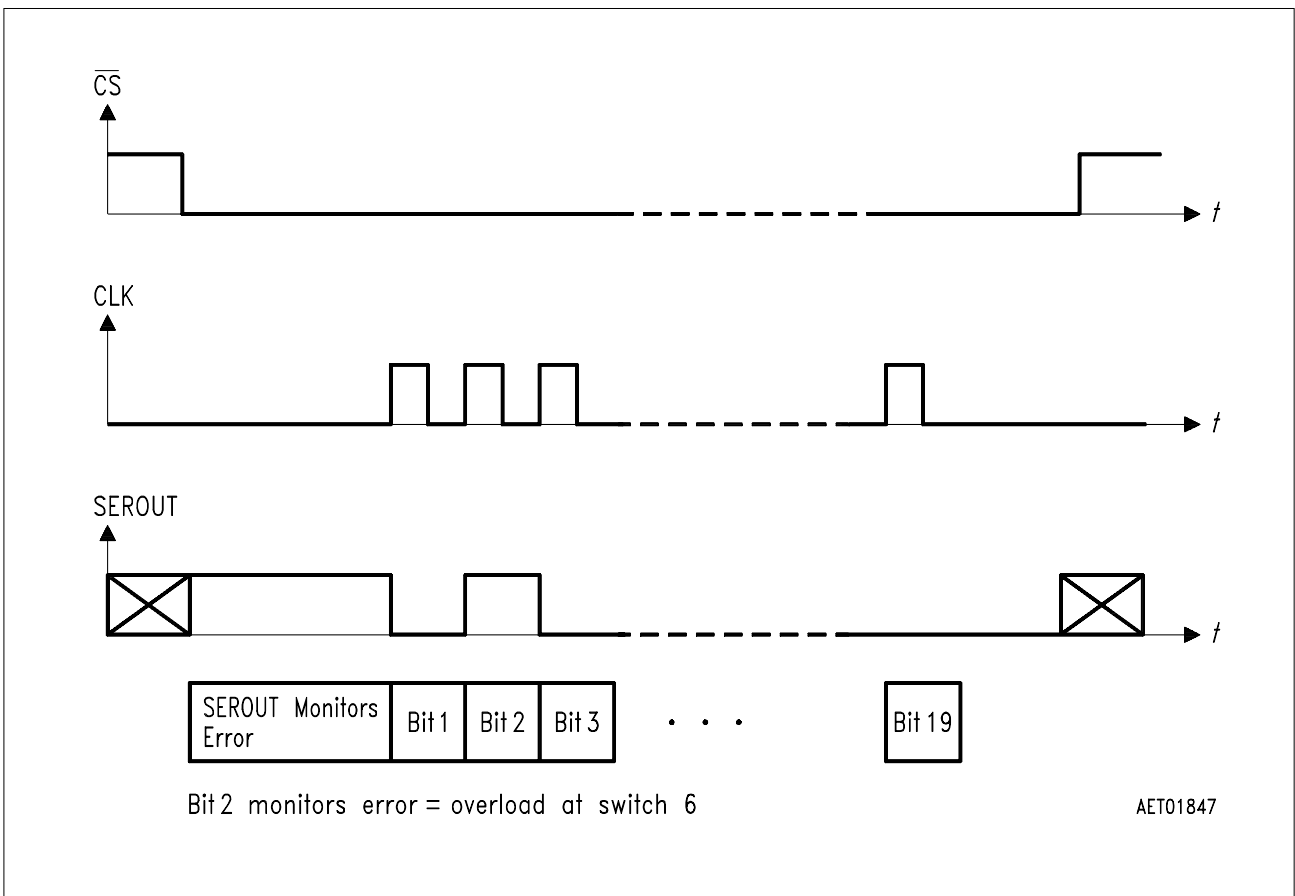 C̅S̅
t
CLK
t
SEROUT
t
SEROUT Monitors
Error
Bit 1
Bit 2
Bit 3
. . .
Bit 19
Bit 2 monitors error = overload at switch 6
AET01847